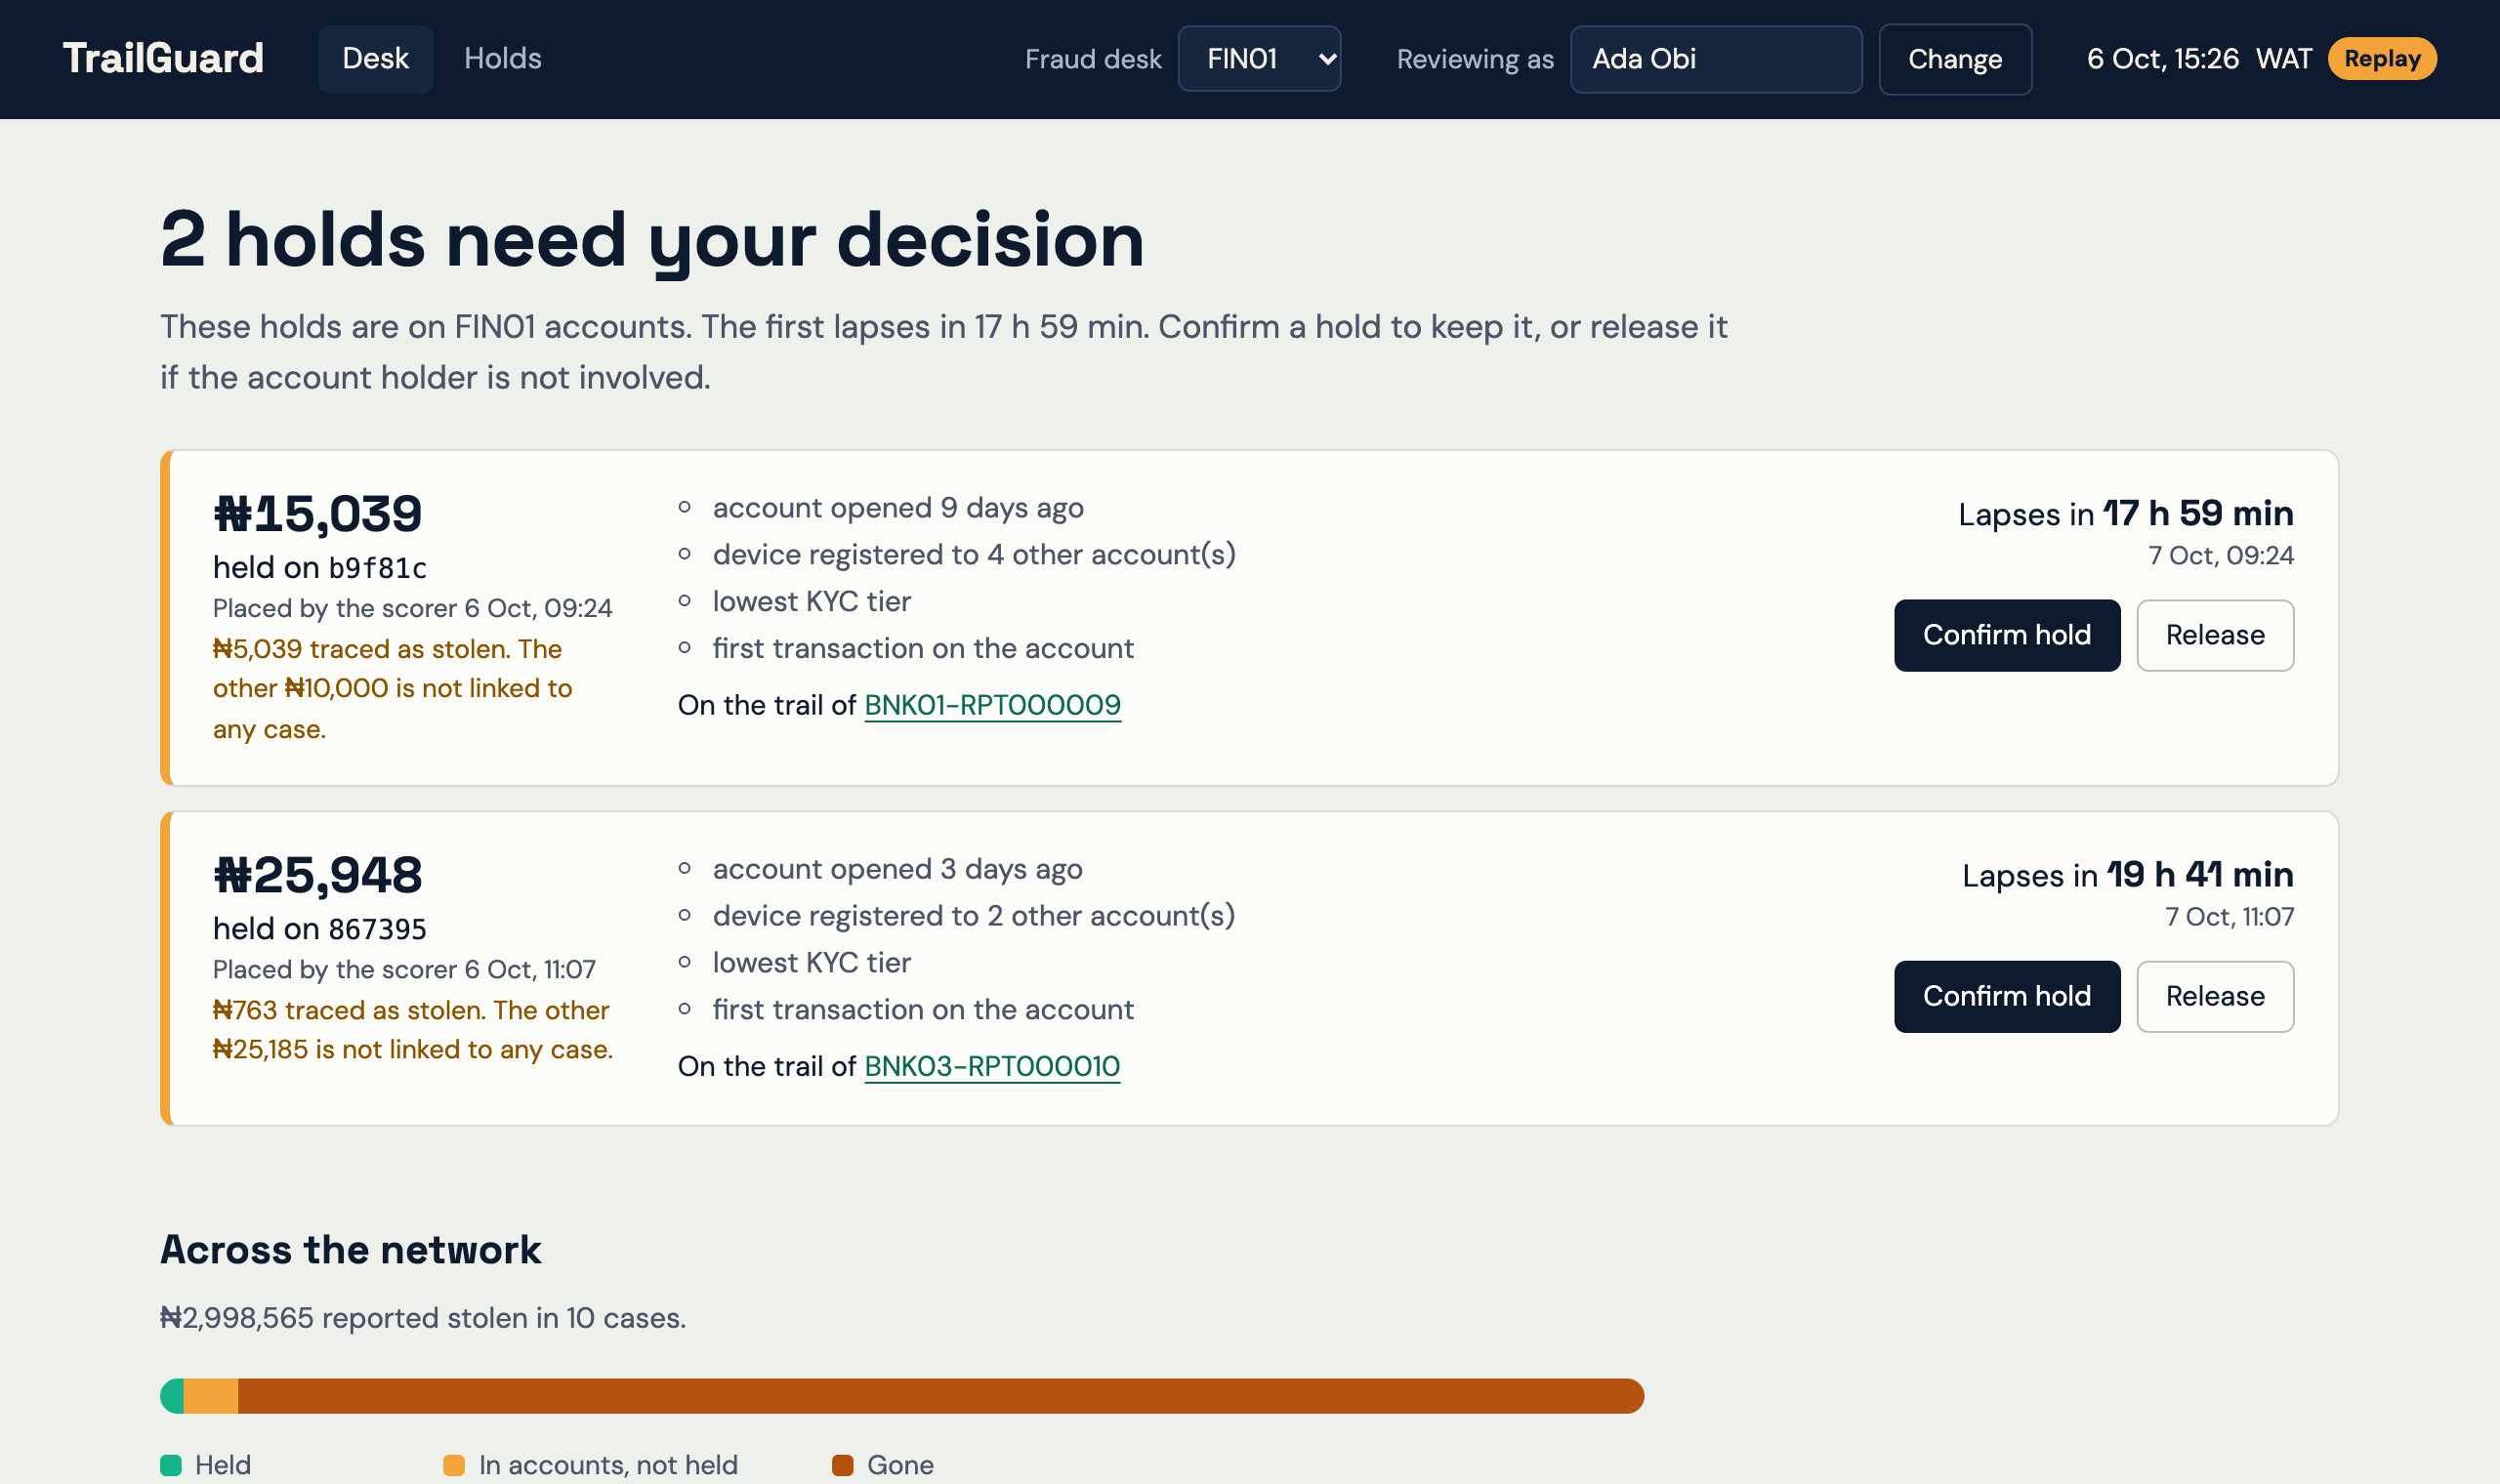 TrailGuard
Desk
Holds
Fraud desk
FIN01
Reviewing as
Ada Obi
Change
6 Oct, 15:26 WAT
Replay
2 holds need your decision
These holds are on FIN01 accounts. The first lapses in 17 h 59 min. Confirm a hold to keep it, or release it
if the account holder is not involved.
₦15,039
held on b9f81c
Placed by the scorer 6 Oct, 09:24
₦5,039 traced as stolen. The
other ₦10,000 is not linked to
any case.
account opened 9 days ago
device registered to 4 other account(s)
lowest KYC tier
first transaction on the account
On the trail of BNK01-RPT000009
Lapses in 17 h 59 min
7 Oct, 09:24
Confirm hold
Release
₦25,948
held on 867395
Placed by the scorer 6 Oct, 11:07
₦763 traced as stolen. The other
₦25,185 is not linked to any case.
account opened 3 days ago
device registered to 2 other account(s)
lowest KYC tier
first transaction on the account
On the trail of BNK03-RPT000010
Lapses in 19 h 41 min
7 Oct, 11:07
Confirm hold
Release
Across the network
₦2,998,565 reported stolen in 10 cases.
Held
In accounts, not held
Gone